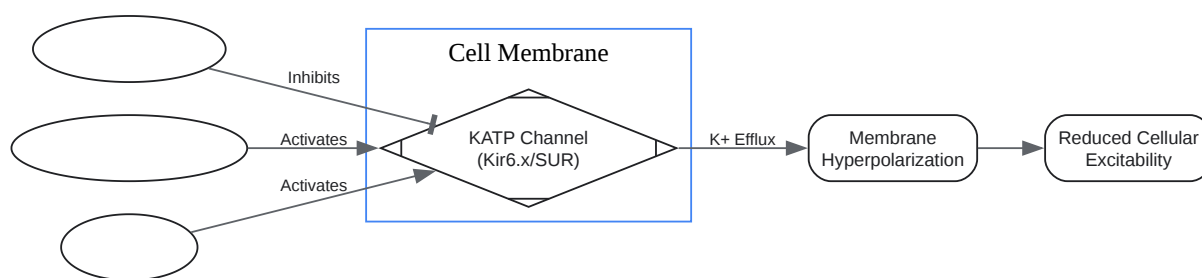 Cell Membrane
Inhibits
Activates
Activates
KATP Channel
(Kir6.x/SUR)
K+ Efflux
Membrane
Hyperpolarization
Reduced Cellular
Excitability